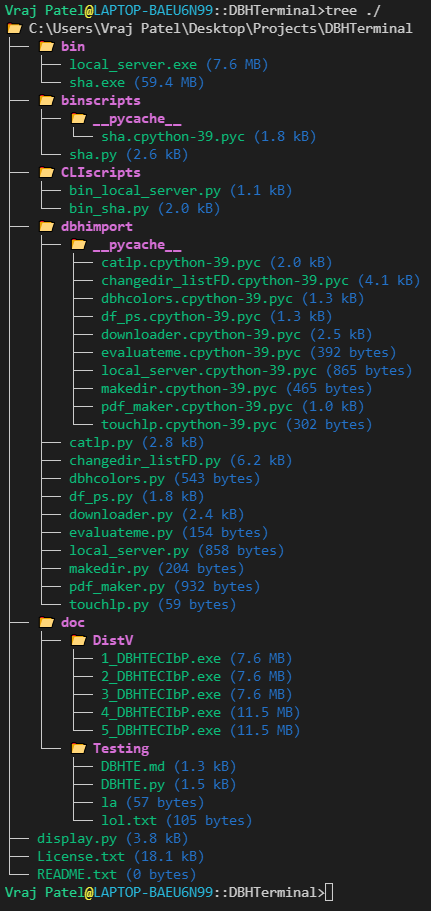 Vraj Patel@LAPTOP-BAEU6N99::DBHTerminal>tree ./
C:\Users\Vraj Patel\Desktop\Projects\DBHTerminal
bin
local_server.exe (7.6 MB)
sha.exe (59.4 MB)
binscripts
__pycache__
sha.cpython-39.pyc (1.8 kB)
sha.py (2.6 kB)
CLIscripts
bin_local_server.py (1.1 kB)
bin_sha.py (2.0 kB)
dbhimport
__pycache__
catlp.cpython-39.pyc (2.0 kB)
changedir_listFD.cpython-39.pyc (4.1 kB)
dbhcolors.cpython-39.pyc (1.3 kB)
df_ps.cpython-39.pyc (1.3 kB)
downloader.cpython-39.pyc (2.5 kB)
evaluateme.cpython-39.pyc (392 bytes)
local_server.cpython-39.pyc (865 bytes)
makedir.cpython-39.pyc (465 bytes)
pdf_maker.cpython-39.pyc (1.0 kB)
touchlp.cpython-39.pyc (302 bytes)
catlp.py (2.8 kB)
changedir_listFD.py (6.2 kB)
dbhcolors.py (543 bytes)
df_ps.py (1.8 kB)
downloader.py (2.4 kB)
evaluateme.py (154 bytes)
local_server.py (858 bytes)
makedir.py (204 bytes)
pdf_maker.py (932 bytes)
touchlp.py (59 bytes)
doc
DistV
1_DBHTECIbP.exe (7.6 MB)
2_DBHTECIbP.exe (7.6 MB)
3_DBHTECIbP.exe (7.6 MB)
4_DBHTECIbP.exe (11.5 MB)
5_DBHTECIbP.exe (11.5 MB)
Testing
DBHTE.md (1.3 kB)
DBHTE.py (1.5 kB)
la (57 bytes)
lol.txt (105 bytes)
display.py (3.8 kB)
License.txt (18.1 kB)
README.txt (0 bytes)
Vraj Patel@LAPTOP-BAEU6N99::DBHTerminal>